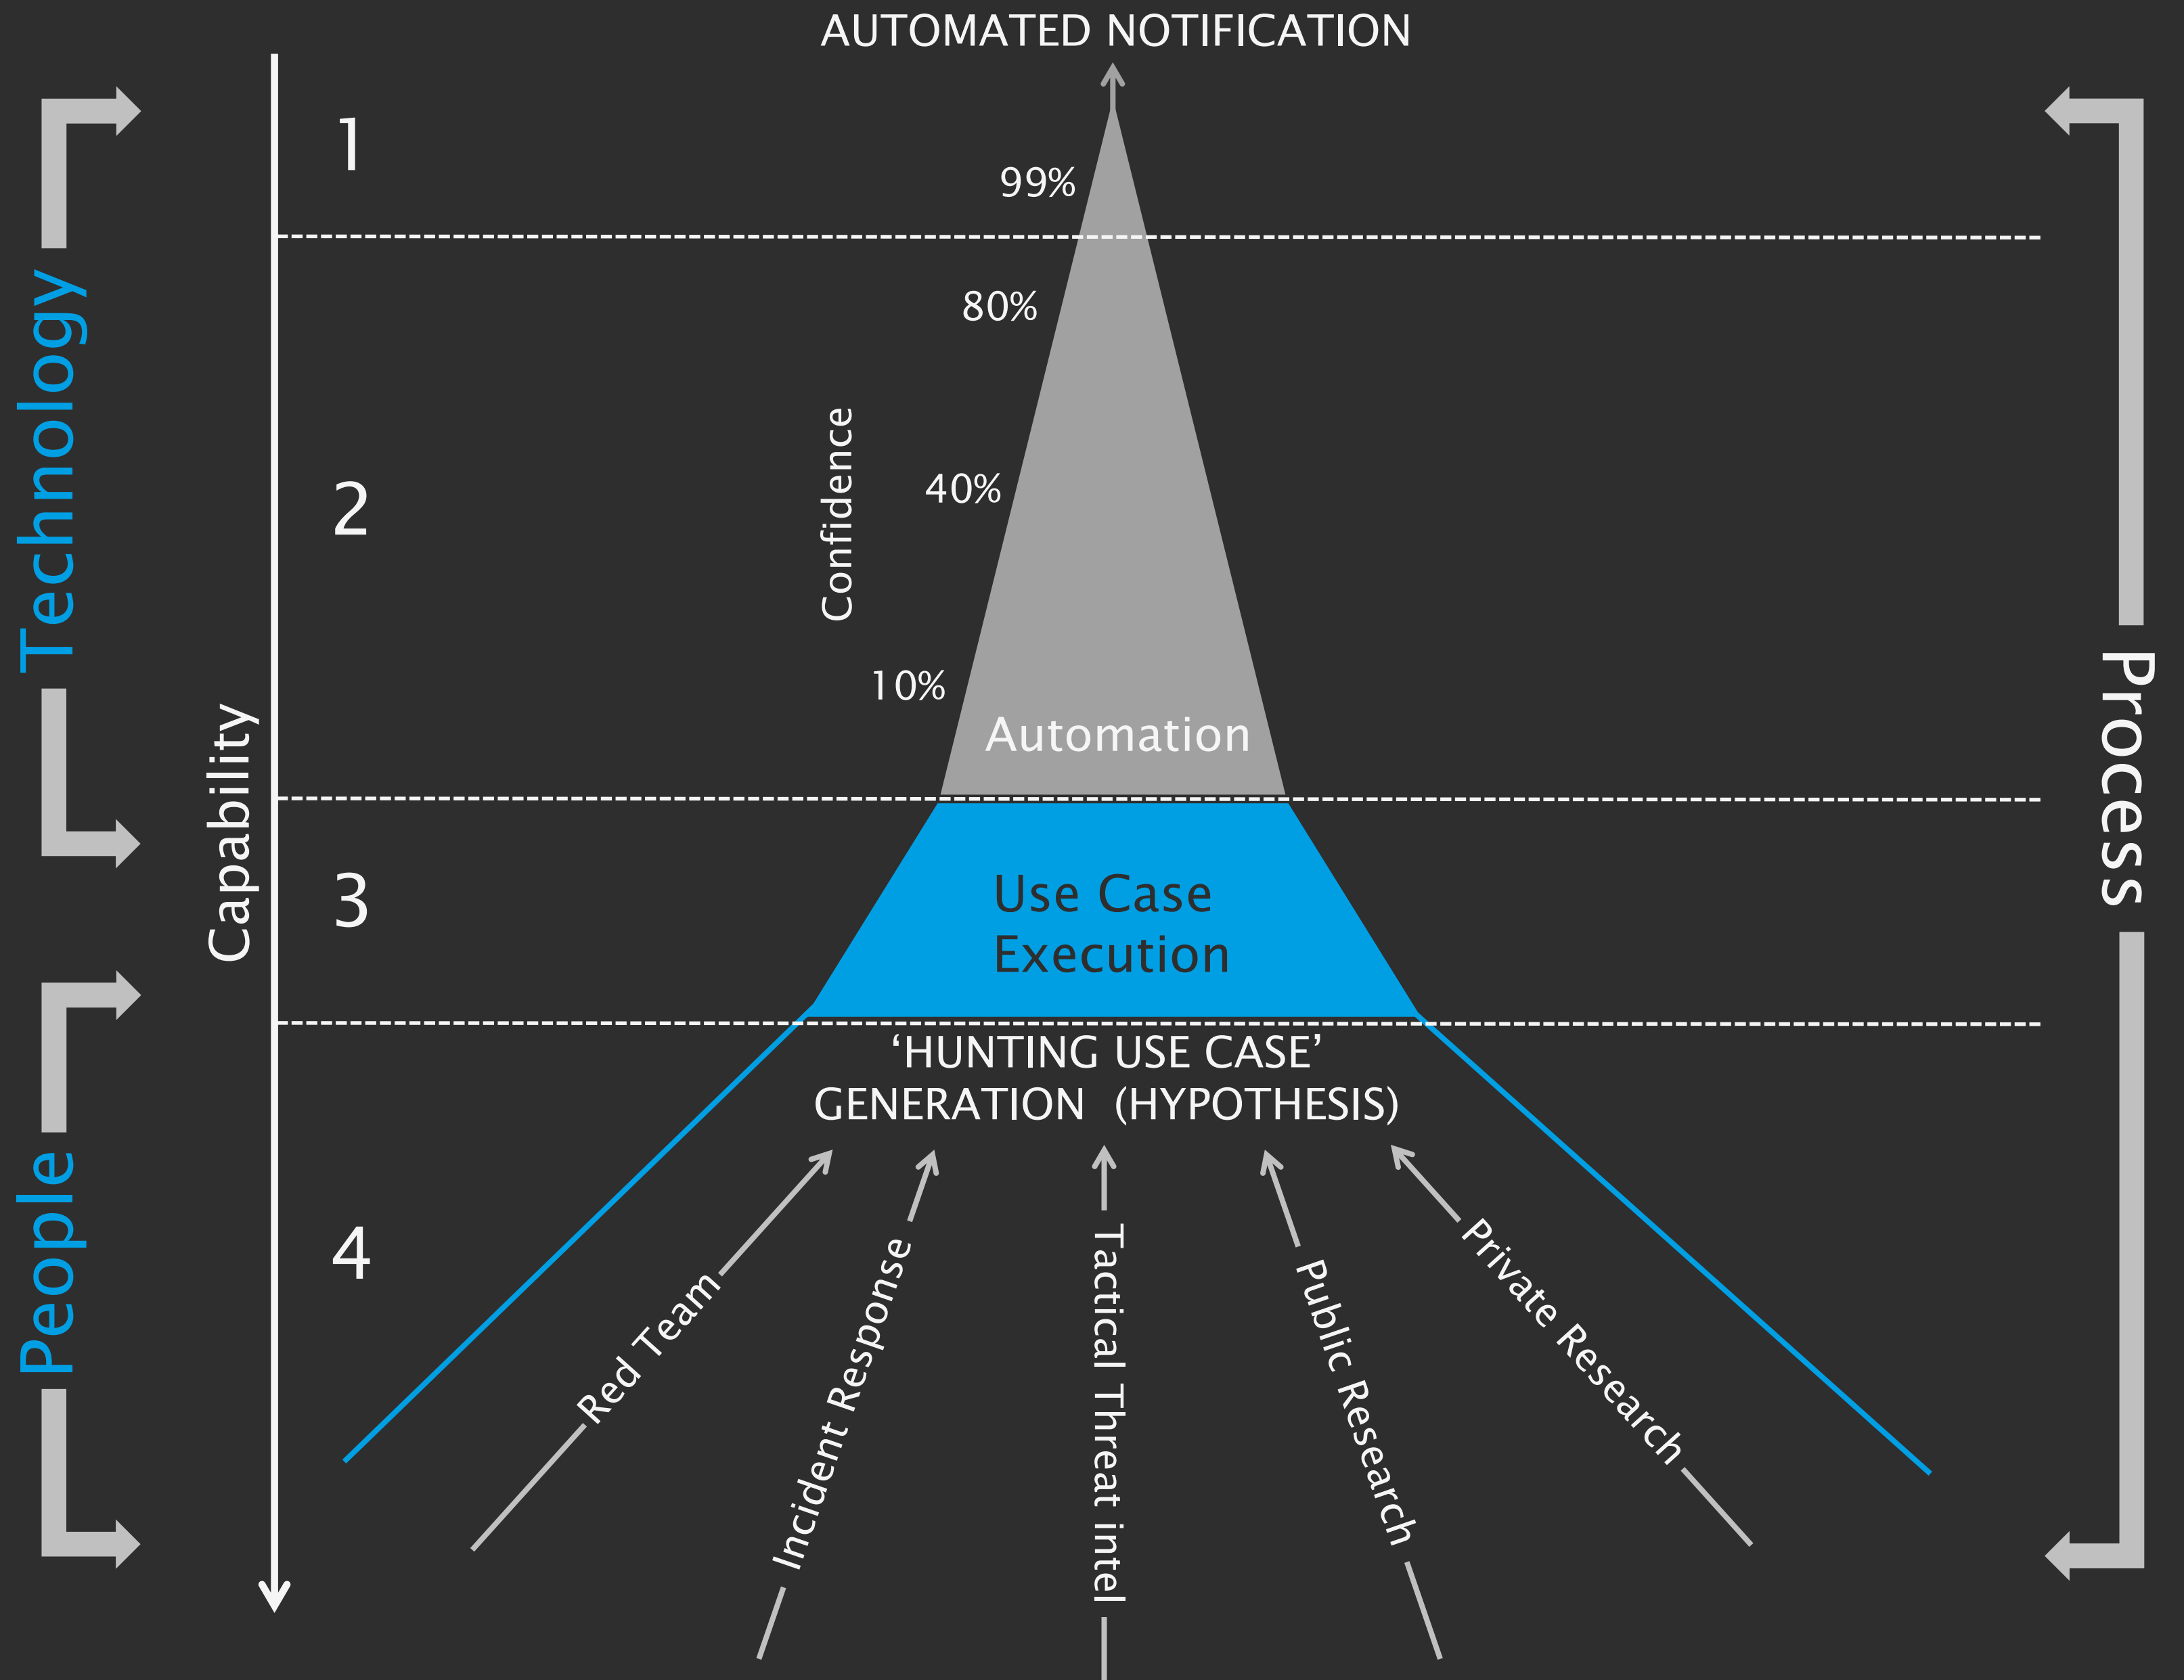 AUTOMATED NOTIFICATION
1
99%
80%
Technology
Confidence
40%
2
10%
Automation
Process
Capability
Use Case
Execution
3
‘HUNTING USE CASE’
GENERATION (HYPOTHESIS)
People
4
Red Team
Incident Response
Tactical Threat intel
Public Research
Private Research